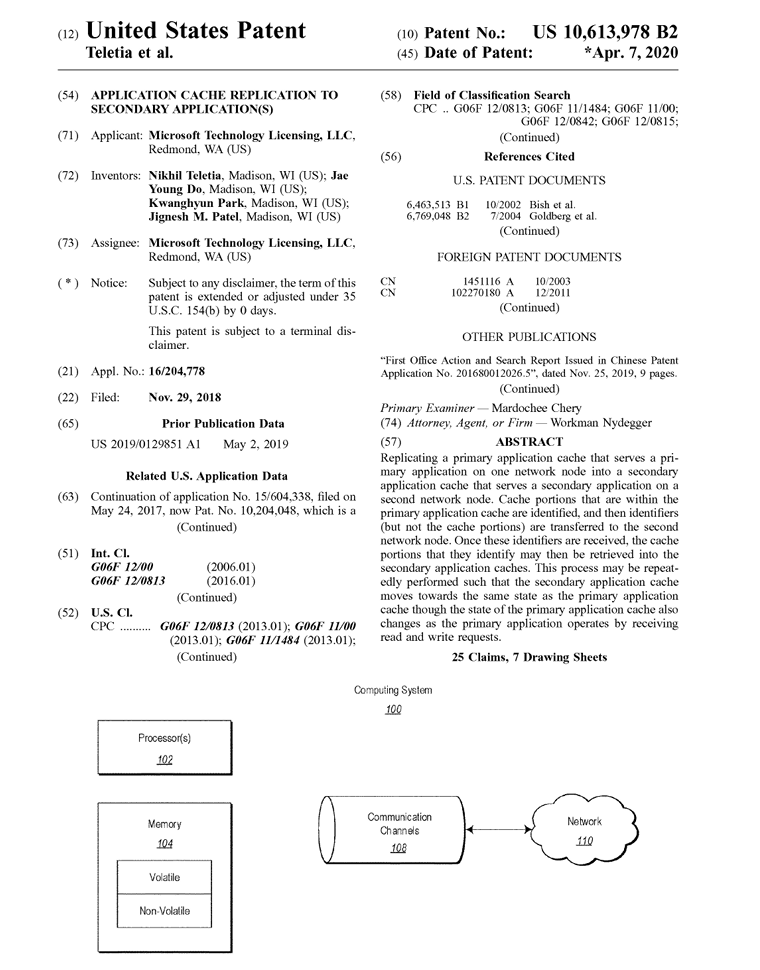 (12) United States Patent
Teletia et al.
(10) Patent No.: US 10,613,978 B2
(45) Date of Patent: *Apr. 7, 2020
(54) APPLICATION CACHE REPLICATION TO
SECONDARY APPLICATION(S)
(71) Applicant: Microsoft Technology Licensing, LLC,
Redmond, WA (US)
(72) Inventors: Nikhil Teletia, Madison, WI (US); Jae
Young Do, Madison, WI (US);
Kwanghyun Park, Madison, WI (US);
Jignesh M. Patel, Madison, WI (US)
(73) Assignee: Microsoft Technology Licensing, LLC,
Redmond, WA (US)
( * ) Notice: Subject to any disclaimer, the term of this
patent is extended or adjusted under 35
U.S.C. 154(b) by 0 days.
This patent is subject to a terminal dis-
claimer.
(21) Appl. No.: 16/204,778
(22) Filed: Nov. 29, 2018
(65) Prior Publication Data
US 2019/0129851 A1 May 2, 2019
Related U.S. Application Data
(63) Continuation of application No. 15/604,338, filed on
May 24, 2017, now Pat. No. 10,204,048, which is a
(Continued)
(51) Int. Cl.
G06F 12/00 (2006.01)
G06F 12/0813 (2016.01)
(Continued)
(52) U.S. Cl.
CPC .......... G06F 12/0813 (2013.01); G06F 11/00
(2013.01); G06F 11/1484 (2013.01);
(Continued)
(58) Field of Classification Search
CPC .. G06F 12/0813; G06F 11/1484; G06F 11/00;
G06F 12/0842; G06F 12/0815;
(Continued)
(56) References Cited
U.S. PATENT DOCUMENTS
6,463,513 B1 10/2002 Bish et al.
6,769,048 B2 7/2004 Goldberg et al.
(Continued)
FOREIGN PATENT DOCUMENTS
CN 1451116 A 10/2003
CN 102270180 A 12/2011
(Continued)
OTHER PUBLICATIONS
“First Office Action and Search Report Issued in Chinese Patent
Application No. 201680012026.5”, dated Nov. 25, 2019, 9 pages.
(Continued)
Primary Examiner — Mardochee Chery
(74) Attorney, Agent, or Firm — Workman Nydegger
(57) ABSTRACT
Replicating a primary application cache that serves a pri-
mary application on one network node into a secondary
application cache that serves a secondary application on a
second network node. Cache portions that are within the
primary application cache are identified, and then identifiers
(but not the cache portions) are transferred to the second
network node. Once these identifiers are received, the cache
portions that they identify may then be retrieved into the
secondary application caches. This process may be repeat-
edly performed such that the secondary application cache
moves towards the same state as the primary application
cache though the state of the primary application cache also
changes as the primary application operates by receiving
read and write requests.
25 Claims, 7 Drawing Sheets
Computing System
100
Processor(s)
102
Memory
104
Volatile
Non-Volatile
Communication
Channels
108
Network
110